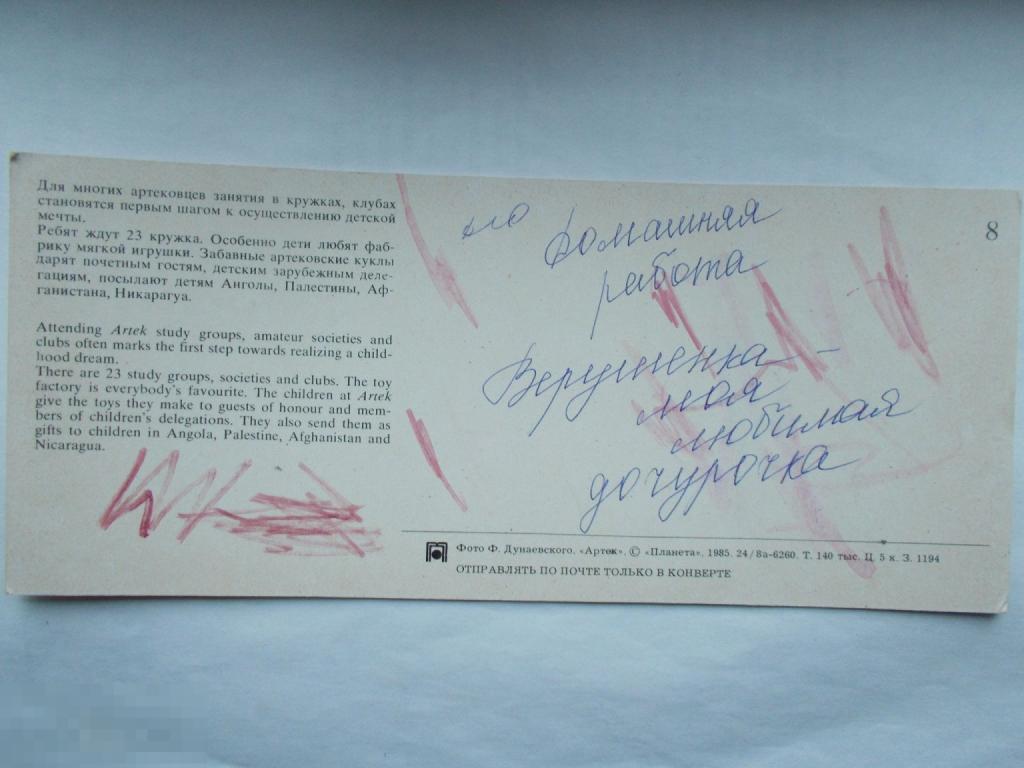 Для многих артековцев занятия в кружках, клубах
становятся первым шагом к осуществлению детской
мечты.
Ребят ждут 23 кружка. Особенно дети любят фаб-
рику мягкой игрушки. Забавные артековские куклы
дарят почетным гостям, детским зарубежным деле-
гациям, посылают детям Анголы, Палестины, Аф-
ганистана, Никарагуа.
Attending Artek study groups, amateur societies and
clubs often marks the first step towards realizing a child-
hood dream.
There are 23 study groups, societies and clubs. The toy
factory is everybody's favourite. The children at Artek
give the toys they make to guests of honour and mem-
bers of children's delegations. They also send them as
gifts to children in Angola, Palestine, Afghanistan and
Nicaragua.
8
Домашняя
работа
Верушенка -
моя
любимая
дочурочка
Фото Ф. Дунаевского. «Артек». © «Планета». 1985. 24/8а-6260. Т. 140 тыс. Ц. 5 к. З. 1194
ОТПРАВЛЯТЬ ПО ПОЧТЕ ТОЛЬКО В КОНВЕРТЕ